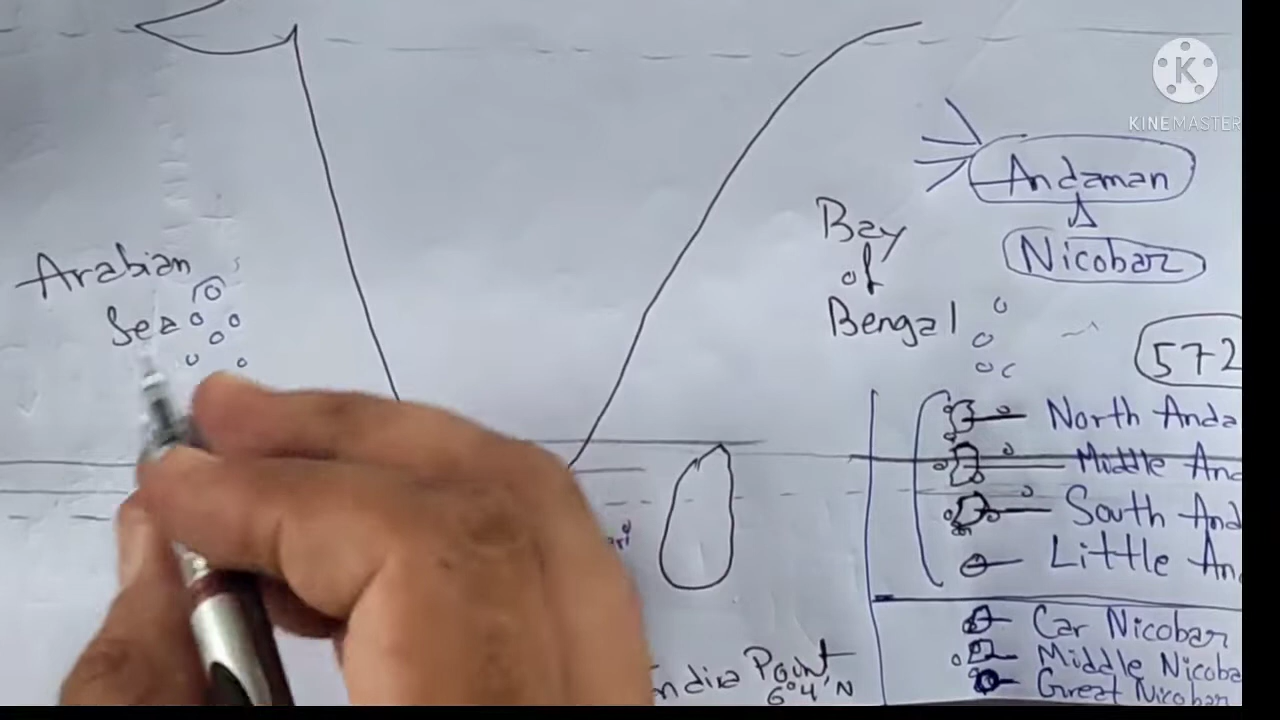 KINEMASTER
Andaman
Nicobar
Bay
of
Bengal
Arabian
Sea
572
North Anda
Middle An
South And
Little An
Car Nicobar
Middle Nicoba
Great Nicobar
ndira Point
6°4'N